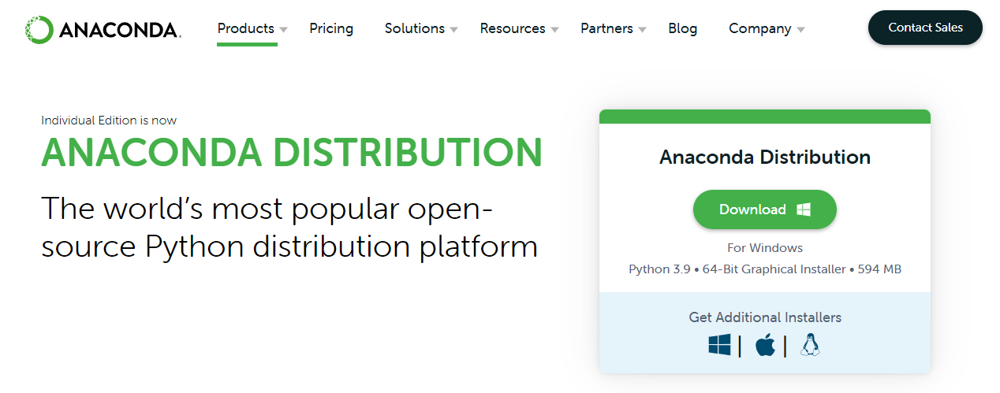 ANACONDA.
Products
Pricing
Solutions
Resources
Partners
Blog
Company
Contact Sales
Individual Edition is now
ANACONDA DISTRIBUTION
The world’s most popular open-
source Python distribution platform
Anaconda Distribution
Download
For Windows
Python 3.9 • 64-Bit Graphical Installer • 594 MB
Get Additional Installers
| |